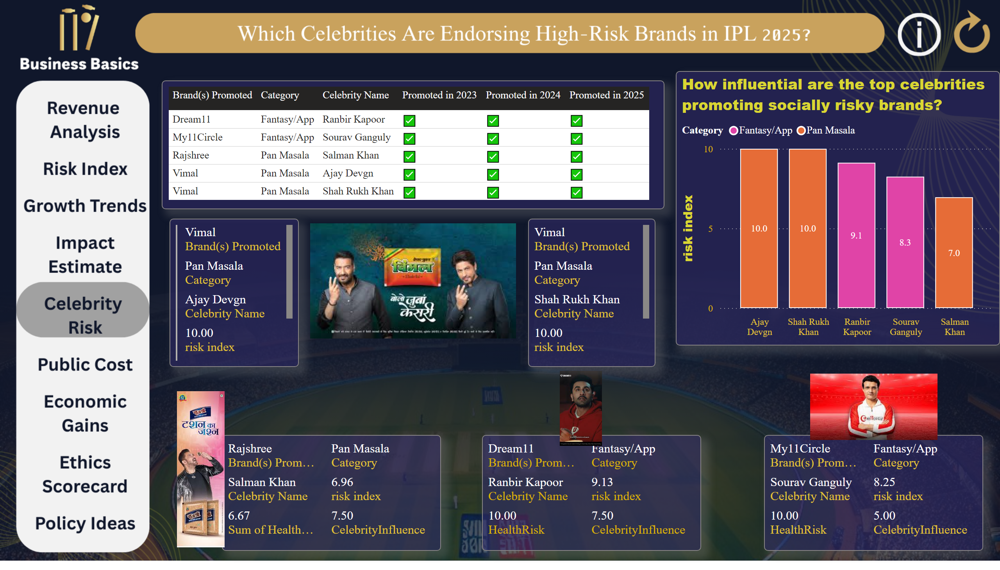 Business Basics
Which Celebrities Are Endorsing High-Risk Brands in IPL 2025?
Revenue
Analysis
Risk Index
Growth Trends
Impact
Estimate
Celebrity
Risk
Public Cost
Economic
Gains
Ethics
Scorecard
Policy Ideas
Brand(s) Promoted Category Celebrity Name Promoted in 2023 Promoted in 2024 Promoted in 2025
Dream11 Fantasy/App Ranbir Kapoor ✅ ✅ ✅
My11Circle Fantasy/App Sourav Ganguly ✅ ✅ ✅
Rajshree Pan Masala Salman Khan ✅ ✅ ✅
Vimal Pan Masala Ajay Devgn ✅ ✅ ✅
Vimal Pan Masala Shah Rukh Khan ✅ ✅ ✅
How influential are the top celebrities
promoting socially risky brands?
Category Fantasy/App Pan Masala
risk index
10
5
0
10.0
10.0
9.1
8.3
7.0
Ajay
Devgn
Shah Rukh
Khan
Ranbir
Kapoor
Sourav
Ganguly
Salman
Khan
Vimal
Brand(s) Promoted
Pan Masala
Category
Ajay Devgn
Celebrity Name
10.00
risk index
विमल
Elaichi
बोलो ज़ुबां
केसरी
Vimal
Brand(s) Promoted
Pan Masala
Category
Shah Rukh Khan
Celebrity Name
10.00
risk index
राजश्री
टशन का
जश्न
राजश्री
Rajshree Pan Masala
Brand(s) Prom… Category
Salman Khan 6.96
Celebrity Name risk index
6.67 7.50
Sum of Health… CelebrityInfluence
DREAM11
Dream11 Fantasy/App
Brand(s) Prom… Category
Ranbir Kapoor 9.13
Celebrity Name risk index
10.00 7.50
HealthRisk CelebrityInfluence
MY11CIRCLE
My11Circle Fantasy/App
Brand(s) Prom… Category
Sourav Ganguly 8.25
Celebrity Name risk index
10.00 5.00
HealthRisk CelebrityInfluence